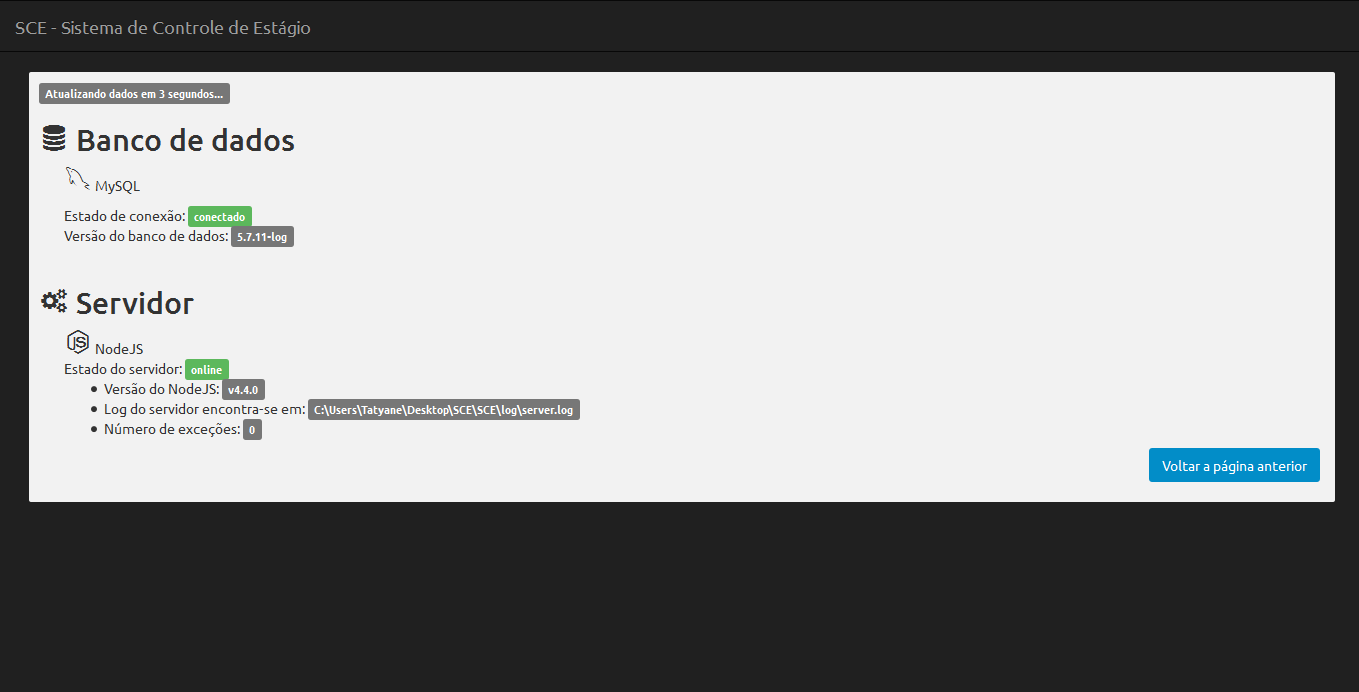 SCE - Sistema de Controle de Estágio
Atualizando dados em 3 segundos...
Banco de dados
MySQL
Estado de conexão: conectado
Versão do banco de dados: 5.7.11-log
Servidor
JS NodeJS
Estado do servidor: online
• Versão do NodeJS: v4.4.0
• Log do servidor encontra-se em: C:\Users\Tatyane\Desktop\SCE\SCE\log\server.log
• Número de exceções: 0
Voltar a página anterior